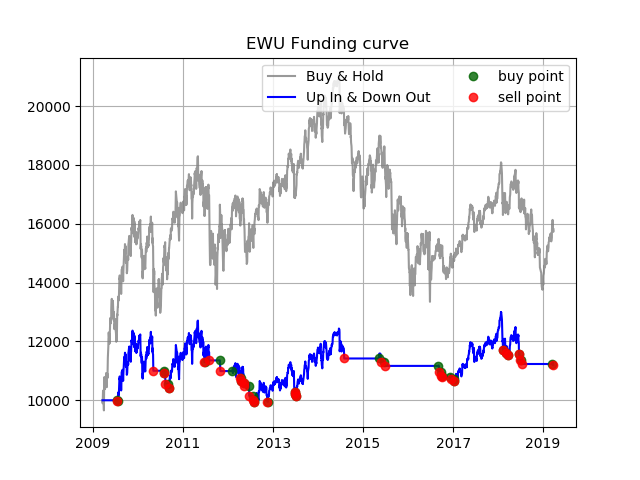 EWU Funding curve
Buy & Hold
Up In & Down Out
buy point
sell point
20000
18000
16000
14000
12000
10000
2009
2011
2013
2015
2017
2019